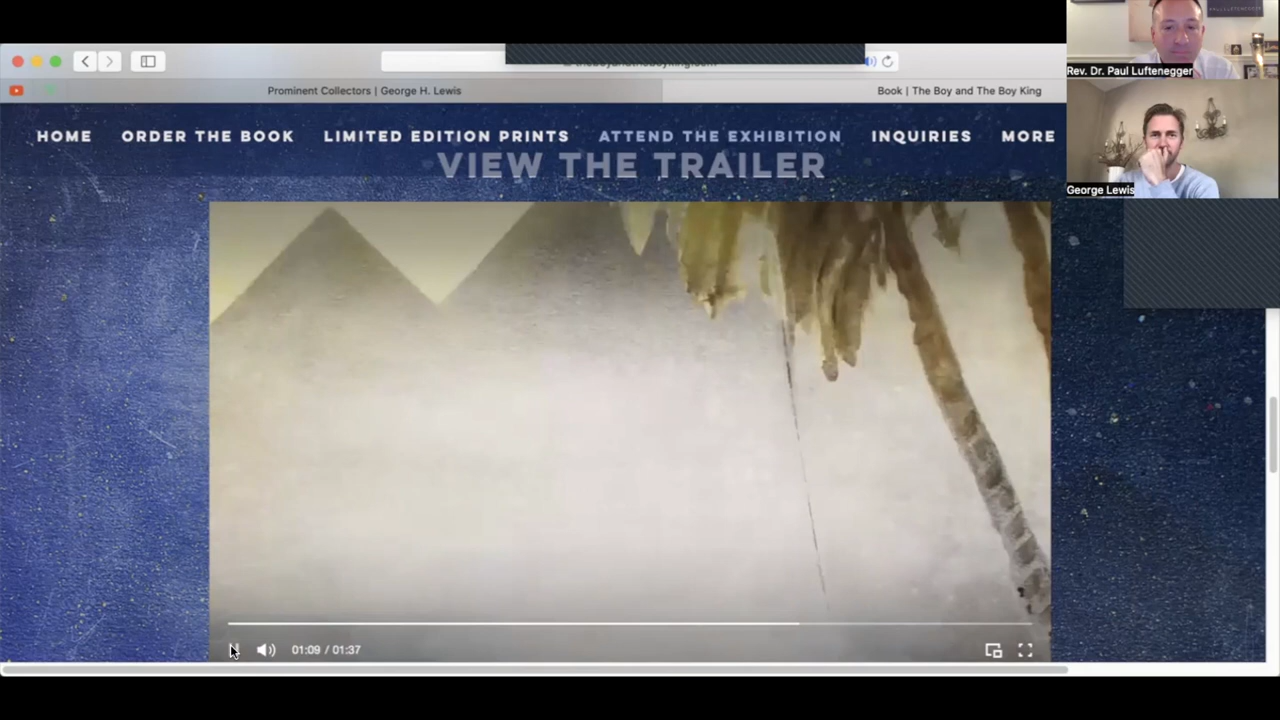 Rev. Dr. Paul Luftenegger
George Lewis
Prominent Collectors | George H. Lewis
Book | The Boy and The Boy King
HOME
ORDER THE BOOK
LIMITED EDITION PRINTS
ATTEND THE EXHIBITION
INQUIRIES
MORE
VIEW THE TRAILER
01:09 / 01:37